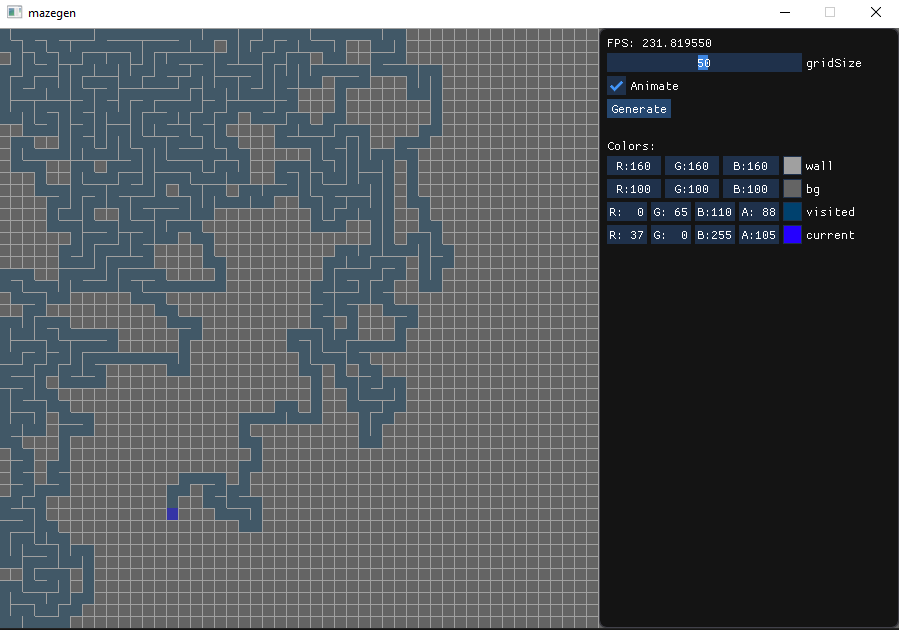 mazegen
FPS: 231.819550
50 gridSize
Animate
Generate
Colors:
R:160 G:160 B:160 wall
R:100 G:100 B:100 bg
R: 0 G: 65 B:110 A: 88 visited
R: 37 G: 0 B:255 A:105 current